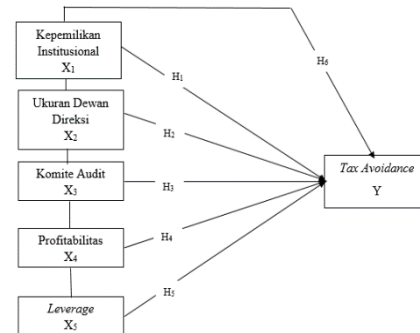 Kepemilikan
Institusional
X1
H6
H1
Ukuran Dewan
Direksi
X2
H2
Tax Avoidance
Y
Komite Audit
X3
H3
Profitabilitas
X4
H4
Leverage
X5
H5